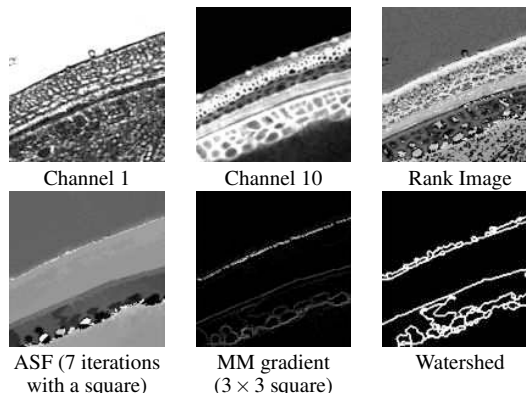 Channel 1
Channel 10
Rank Image
ASF (7 iterations
with a square)
MM gradient
(3 × 3 square)
Watershed